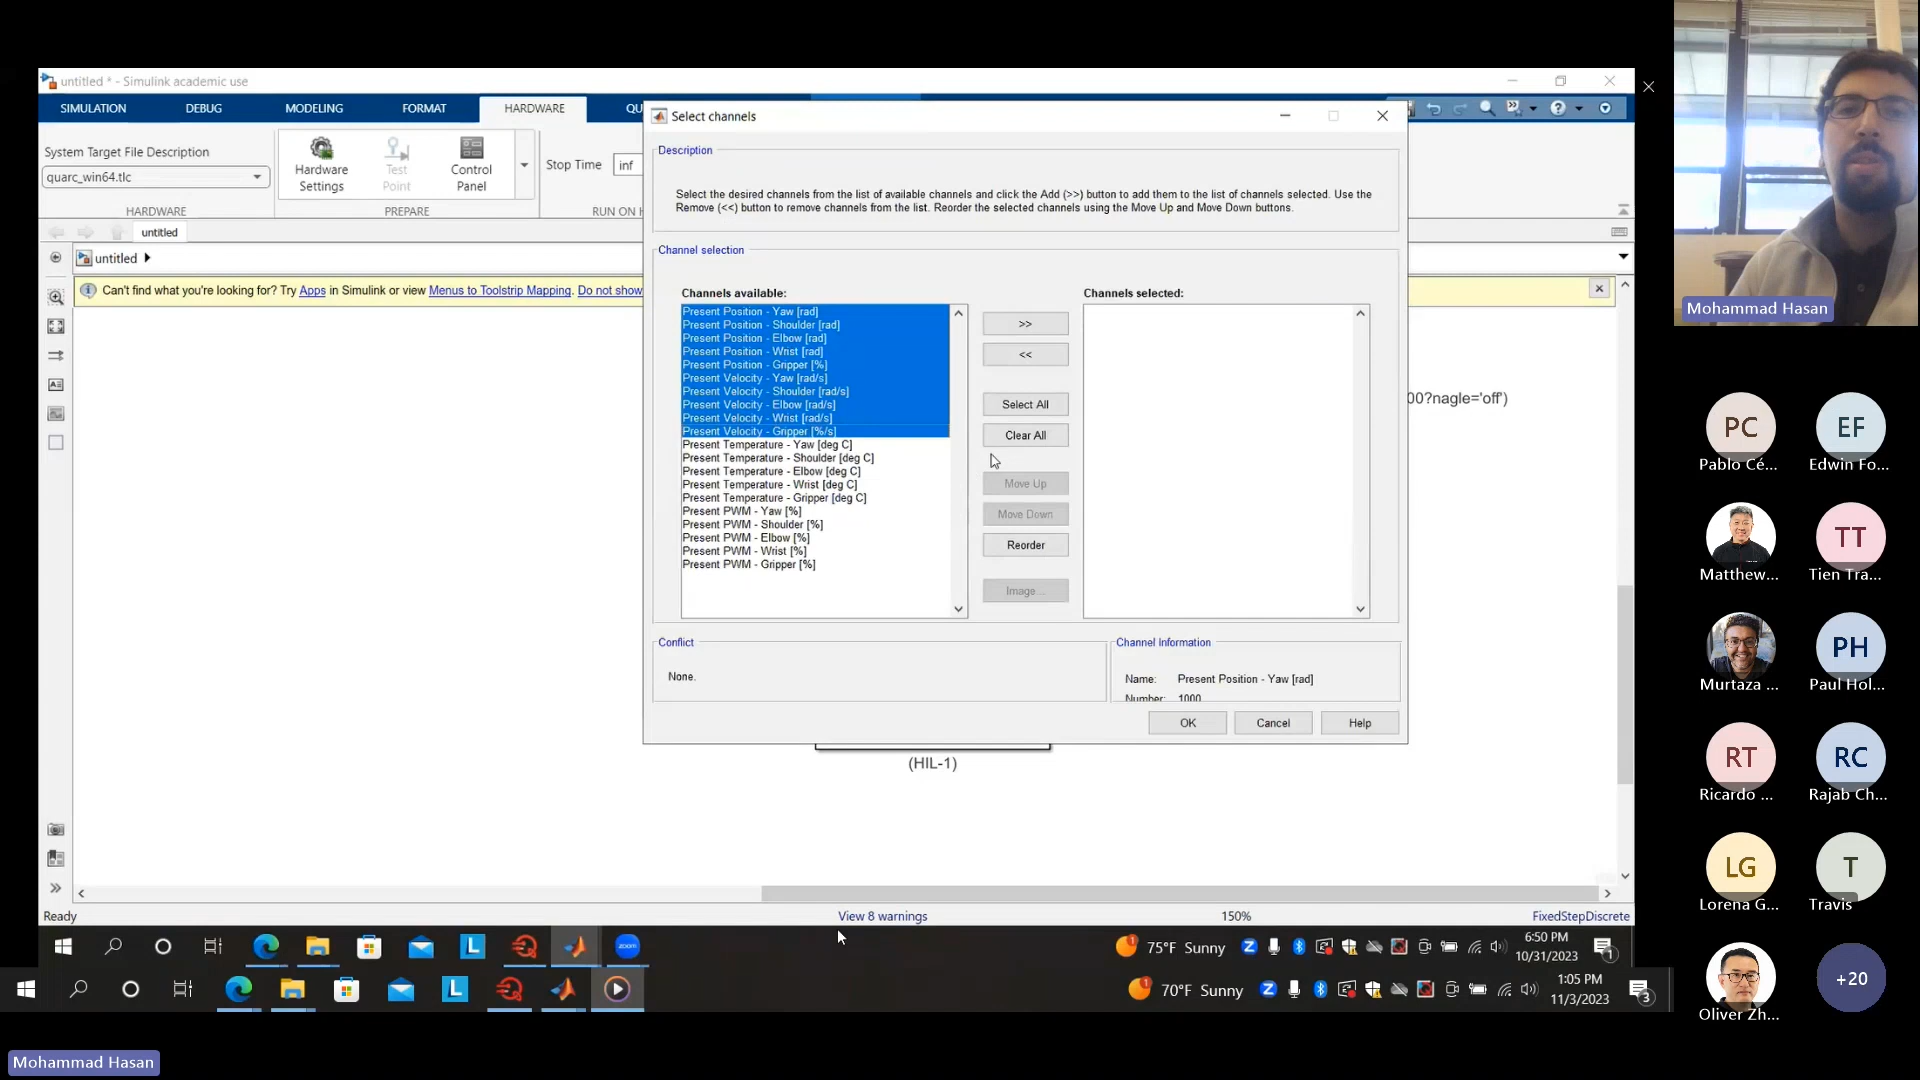 untitled * - Simulink academic use
SIMULATION DEBUG MODELING FORMAT HARDWARE QU
System Target File Description
quarc_win64.tlc
Hardware Settings
Test Point
Control Panel
Stop Time inf
HARDWARE PREPARE RUN ON H
untitled
untitled
Can't find what you're looking for? Try Apps in Simulink or view Menus to Toolstrip Mapping. Do not show
Select channels
Description
Select the desired channels from the list of available channels and click the Add (>>) button to add them to the list of channels selected. Use the
Remove (<<) button to remove channels from the list. Reorder the selected channels using the Move Up and Move Down buttons.
Channel selection
Channels available:
Present Position - Yaw [rad]
Present Position - Shoulder [rad]
Present Position - Elbow [rad]
Present Position - Wrist [rad]
Present Position - Gripper [%]
Present Velocity - Yaw [rad/s]
Present Velocity - Shoulder [rad/s]
Present Velocity - Elbow [rad/s]
Present Velocity - Wrist [rad/s]
Present Velocity - Gripper [%/s]
Present Temperature - Yaw [deg C]
Present Temperature - Shoulder [deg C]
Present Temperature - Elbow [deg C]
Present Temperature - Wrist [deg C]
Present Temperature - Gripper [deg C]
Present PWM - Yaw [%]
Present PWM - Shoulder [%]
Present PWM - Elbow [%]
Present PWM - Wrist [%]
Present PWM - Gripper [%]
>>
<<
Select All
Clear All
Move Up
Move Down
Reorder
Image...
Channels selected:
Conflict
None.
Channel Information
Name: Present Position - Yaw [rad]
Number: 1000
OK Cancel Help
00?nagle='off')
(HIL-1)
Ready View 8 warnings 150% FixedStepDiscrete
75°F Sunny
6:50 PM
10/31/2023
1
70°F Sunny
1:05 PM
11/3/2023
3
zoom
Mohammad Hasan
Mohammad Hasan
PC
Pablo Cé...
EF
Edwin Fo...
Matthew...
TT
Tien Tra...
Murtaza ...
PH
Paul Hol...
RT
Ricardo ...
RC
Rajab Ch...
LG
Lorena G...
T
Travis
Oliver Zh...
+20